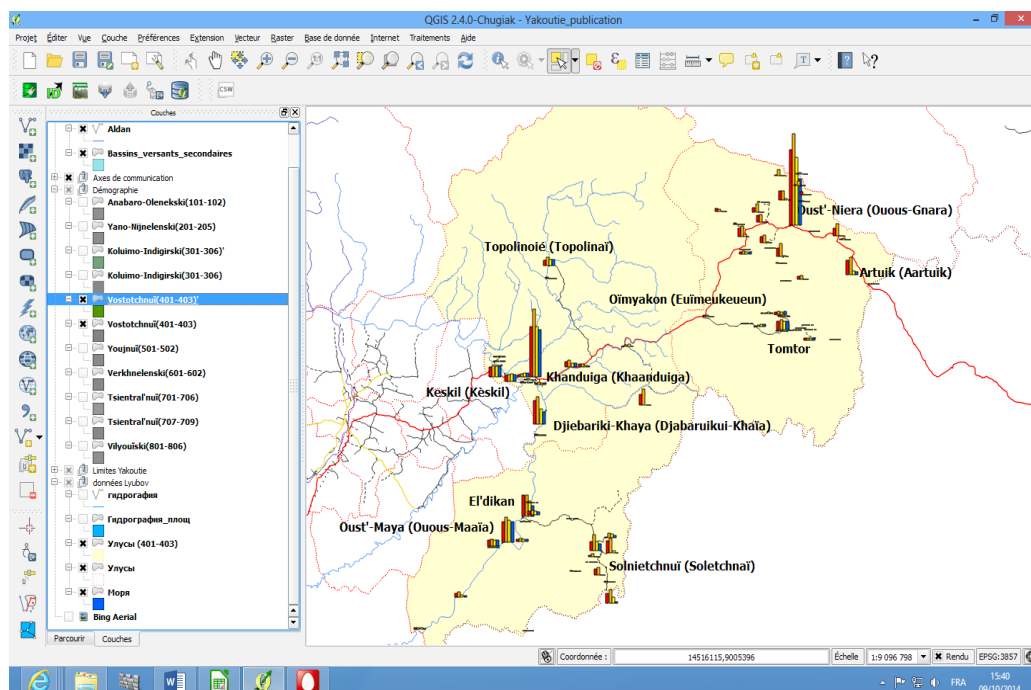 QGIS 2.4.0-Chugiak - Yakoutie_publication
Projet Éditer Vue Couche Préférences Extension Vecteur Raster Base de donnée Internet Traitements Aide
CSW
Couches
Aldan
Bassins_versants_secondaires
Axes de communication
Démographie
Anabaro-Olenekski(101-102)
Yano-Nijnelenski(201-205)
Koluimo-Indigirski(301-306)'
Koluimo-Indigirski(301-306)
Vostotchnuï(401-403)'
Vostotchnuï(401-403)
Youjnuï(501-502)
Verkhnelenski(601-602)
Tsientral'nuï(701-706)
Tsientral'nuï(707-709)
Vilyouïski(801-806)
Limites Yakoutie
données Lyubov
гидрогафия
Гидрография_площ
Улусы (401-403)
Улусы
Моря
Bing Aerial
Parcourir Couches
Oust'-Niera (Ouous-Gnara)
Topolinoié (Topolinaï)
Artuik (Aartuik)
Oïmyakon (Euïmeukeueun)
Tomtor
Khanduiga (Khaanduiga)
Kèskil (Kèskil)
Djiebariki-Khaya (Djabaruikui-Khaïa)
El'dikan
Oust'-Maya (Ouous-Maaïa)
Solnietchnuï (Soletchnaï)
Coordonnée : 14516115,9005396 Échelle 1:9 096 798 Rendu EPSG:3857
FRA 15:40
09/10/2014